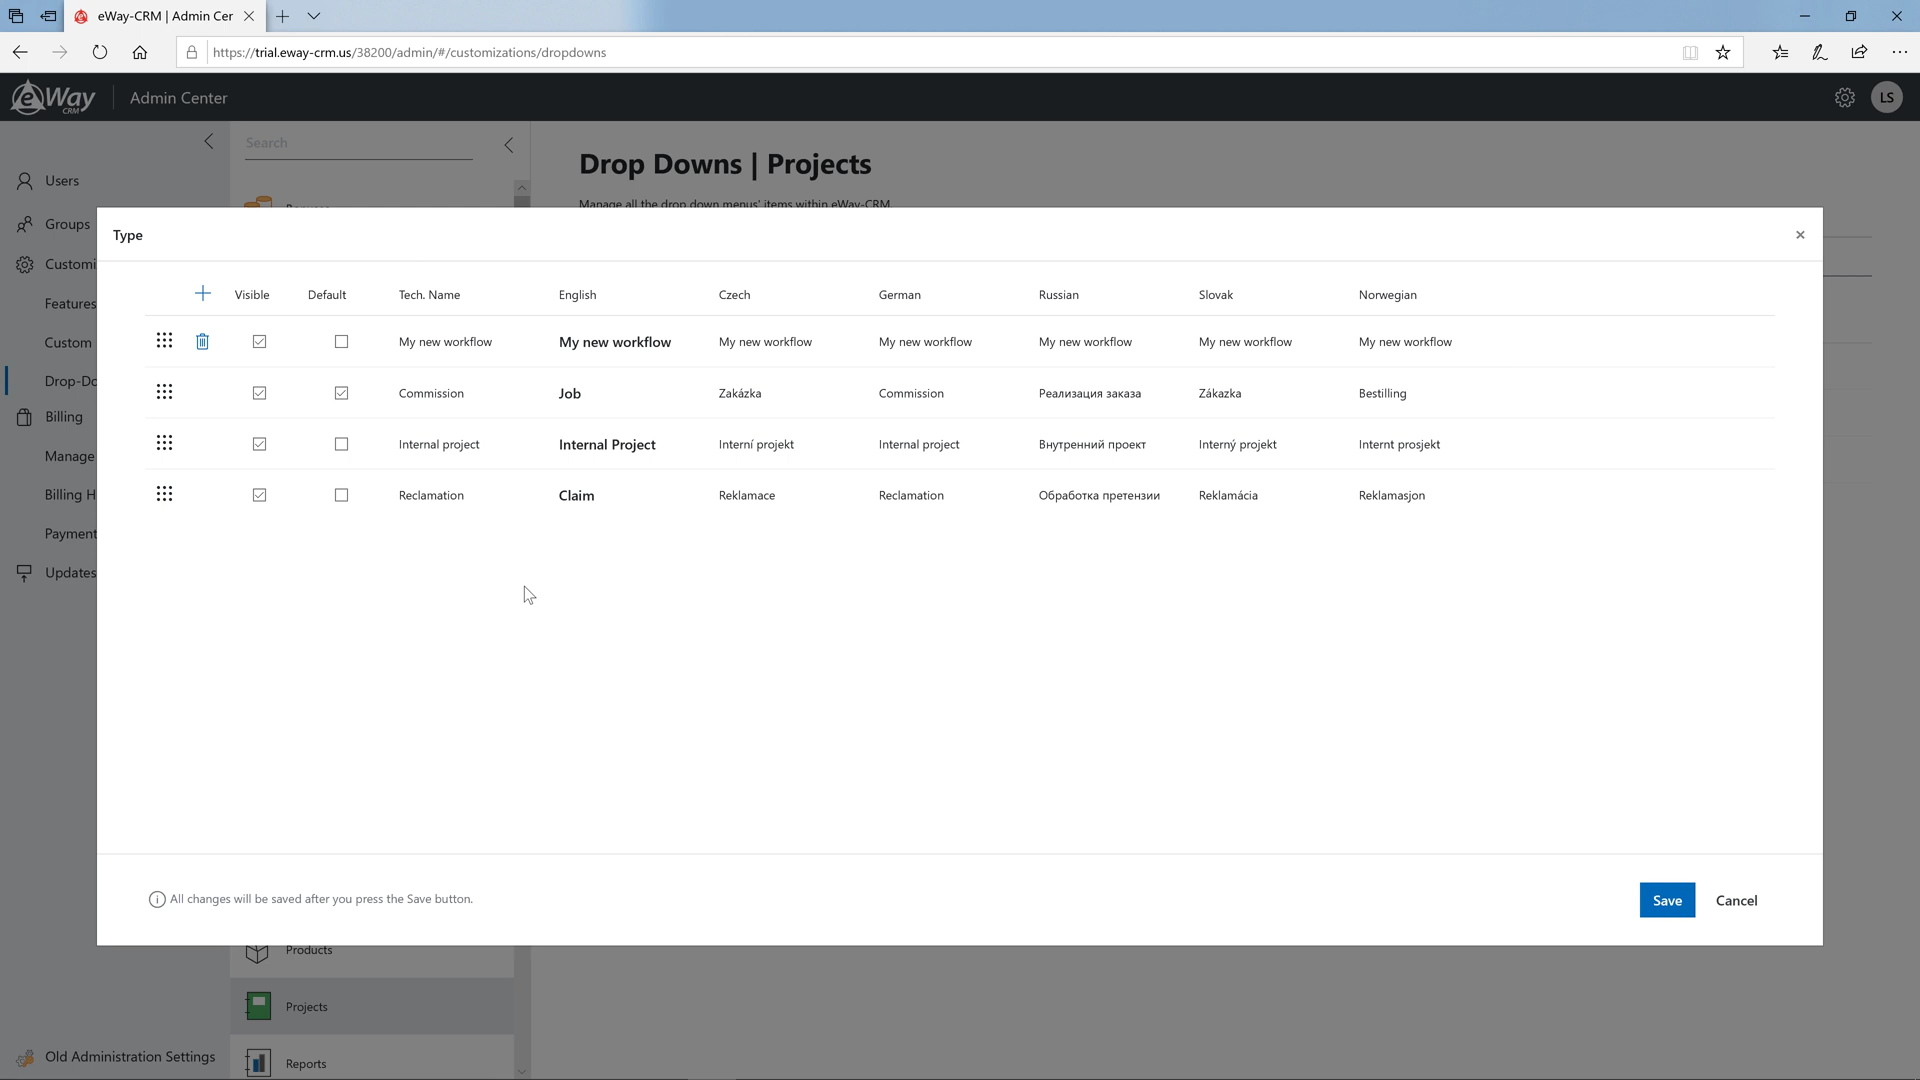 eWay-CRM | Admin Cer
https://trial.eway-crm.us/38200/admin/#/customizations/dropdowns
eWay CRM
Admin Center
LS
Search
Drop Downs | Projects
Manage all the drop down menus' items within eWay-CRM
Users
Groups
Customi
Features
Custom
Drop-Do
Billing
Manage
Billing H
Payment
Updates
Type
Visible Default Tech. Name English Czech German Russian Slovak Norwegian
My new workflow My new workflow My new workflow My new workflow My new workflow My new workflow My new workflow
Commission Job Zakázka Commission Реализация заказа Zákazka Bestilling
Internal project Internal Project Interní projekt Internal project Внутренний проект Interný projekt Internt prosjekt
Reclamation Claim Reklamace Reclamation Обработка претензии Reklamácia Reklamasjon
All changes will be saved after you press the Save button.
Save
Cancel
Products
Projects
Reports
Old Administration Settings